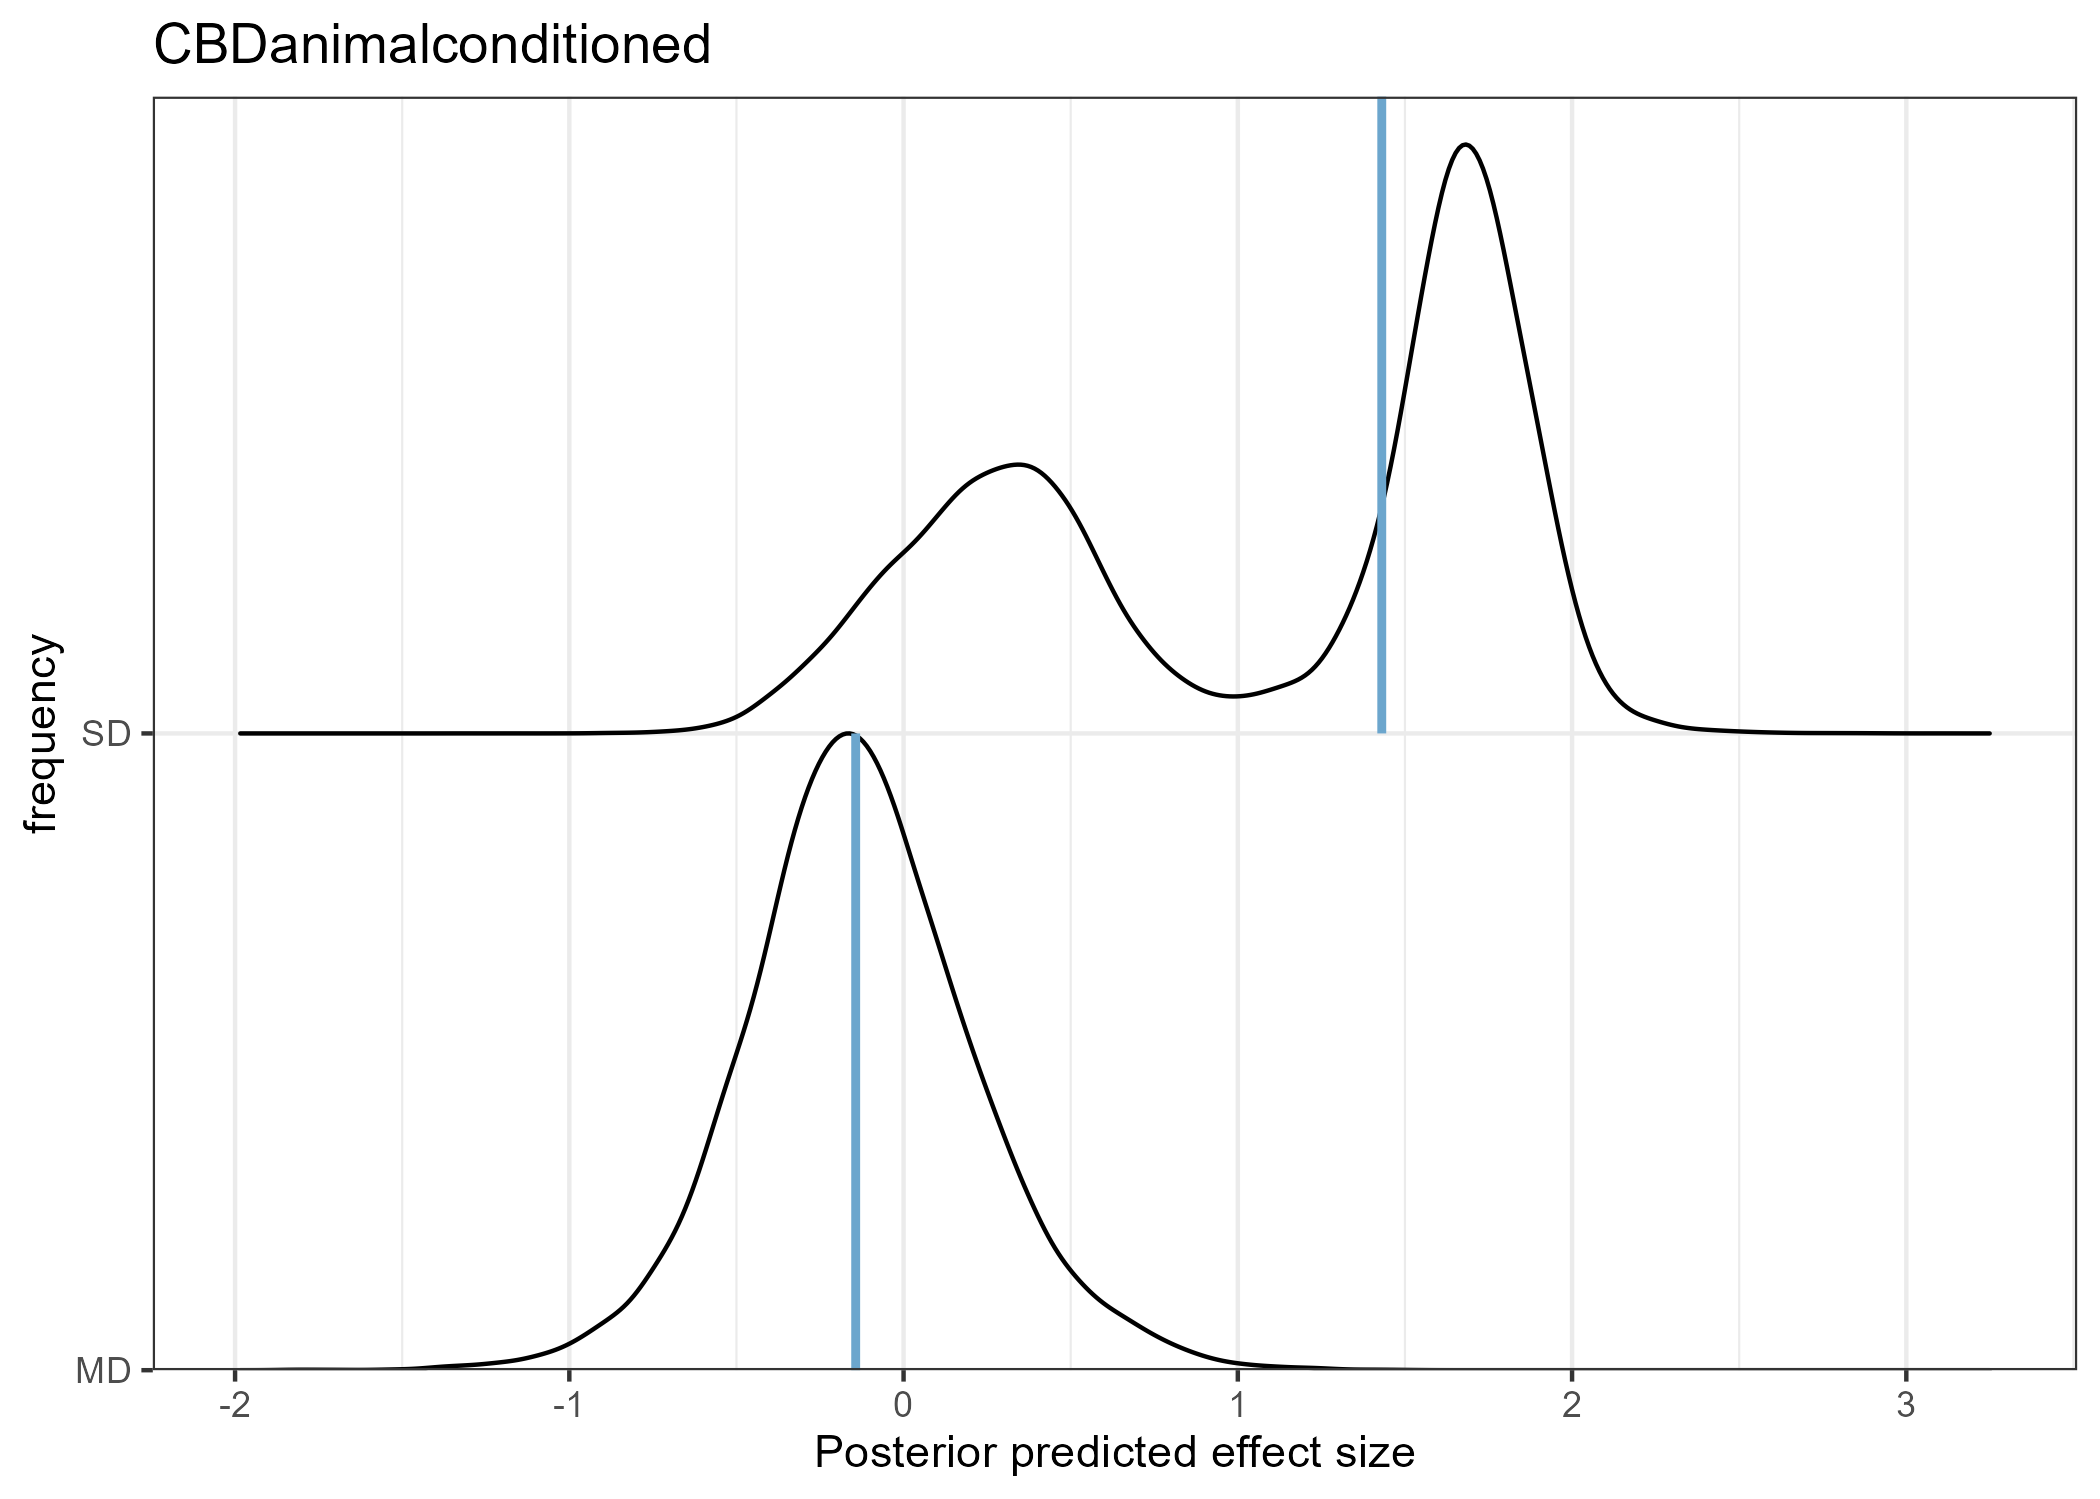 CBDanimalconditioned
frequency
SD
MD
-2 -1 0 1 2 3
Posterior predicted effect size